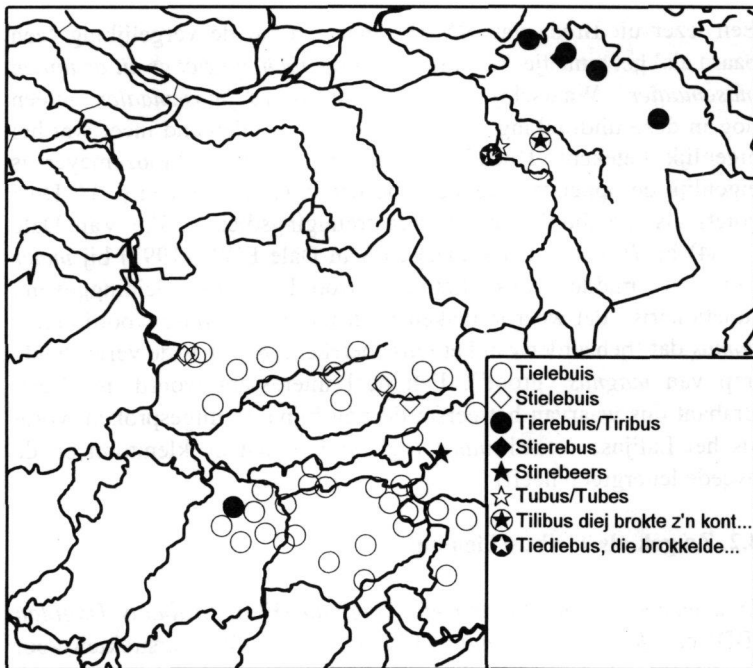 Tielebuis
Stielebuis
Tierebuis/Tiribus
Stierebus
Stinebeers
Tubus/Tubes
Tilibus diej brokte z'n kont...
Tiediebus, die brokkelde...